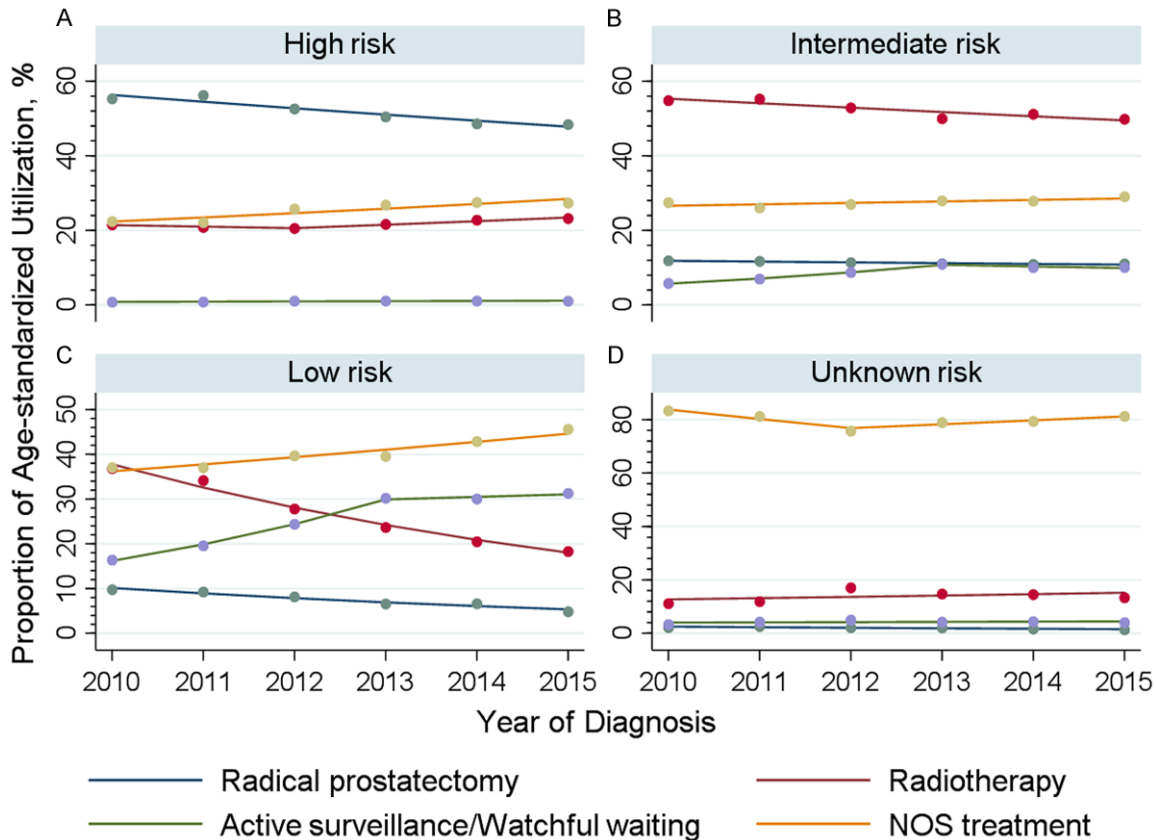 A
High risk
B
Intermediate risk
Proportion of Age-standardized Utilization, %
60
40
20
0
60
40
20
0
C
Low risk
D
Unknown risk
50
40
30
20
10
0
80
60
40
20
0
2010 2011 2012 2013 2014 2015
2010 2011 2012 2013 2014 2015
Year of Diagnosis
Radical prostatectomy
Radiotherapy
Active surveillance/Watchful waiting
NOS treatment